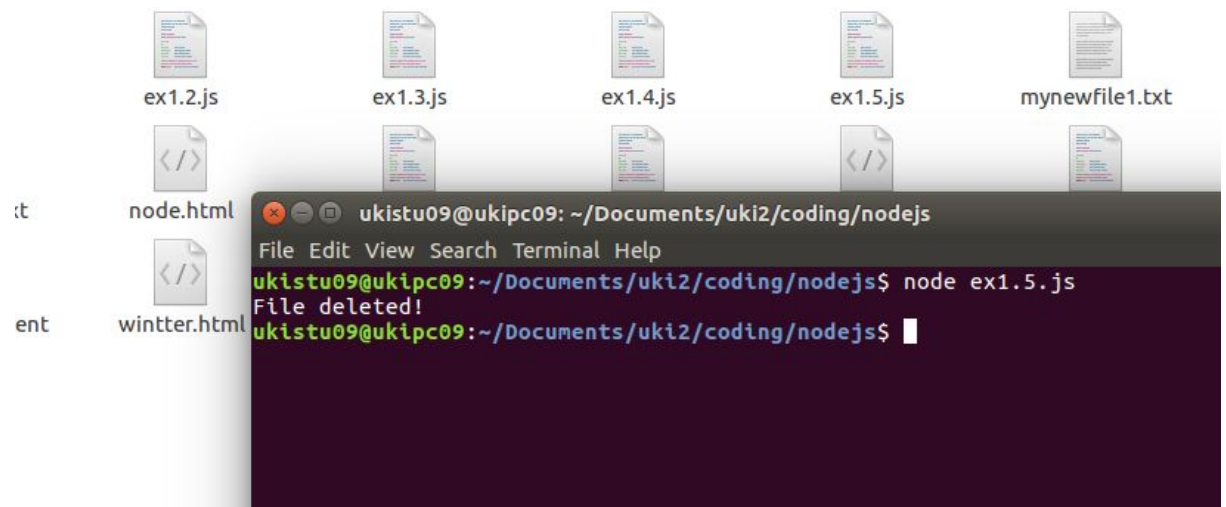 ex1.2.js ex1.3.js ex1.4.js ex1.5.js mynewfile1.txt
node.html
wintter.html
ukistu09@ukipc09: ~/Documents/uki2/coding/nodejs
File Edit View Search Terminal Help
ukistu09@ukipc09:~/Documents/uki2/coding/nodejs$ node ex1.5.js
File deleted!
ukistu09@ukipc09:~/Documents/uki2/coding/nodejs$